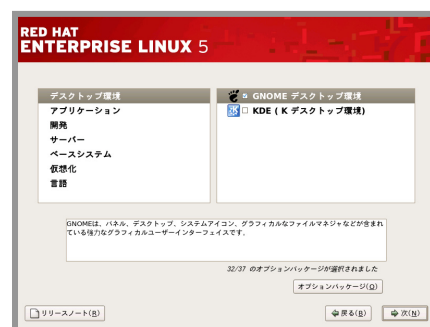 RED HAT
ENTERPRISE LINUX 5
デスクトップ環境
アプリケーション
開発
サーバー
ベースシステム
仮想化
言語
GNOME デスクトップ環境
KDE ( K デスクトップ環境)
GNOMEは、パネル、デスクトップ、システムアイコン、グラフィカルなファイルマネジャなどが含まれ
ている強力なグラフィカルユーザーインターフェイスです。
32/37 のオプションパッケージが選択されました
オプションパッケージ(O)
リリースノート(R)
戻る(B)
次(N)